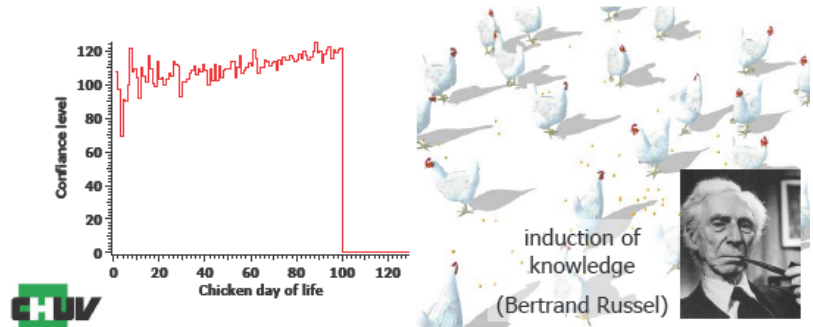 120
100
80
60
40
20
0
Confiance level
0 20 40 60 80 100 120
Chicken day of life
CHUV
induction of
knowledge
(Bertrand Russel)